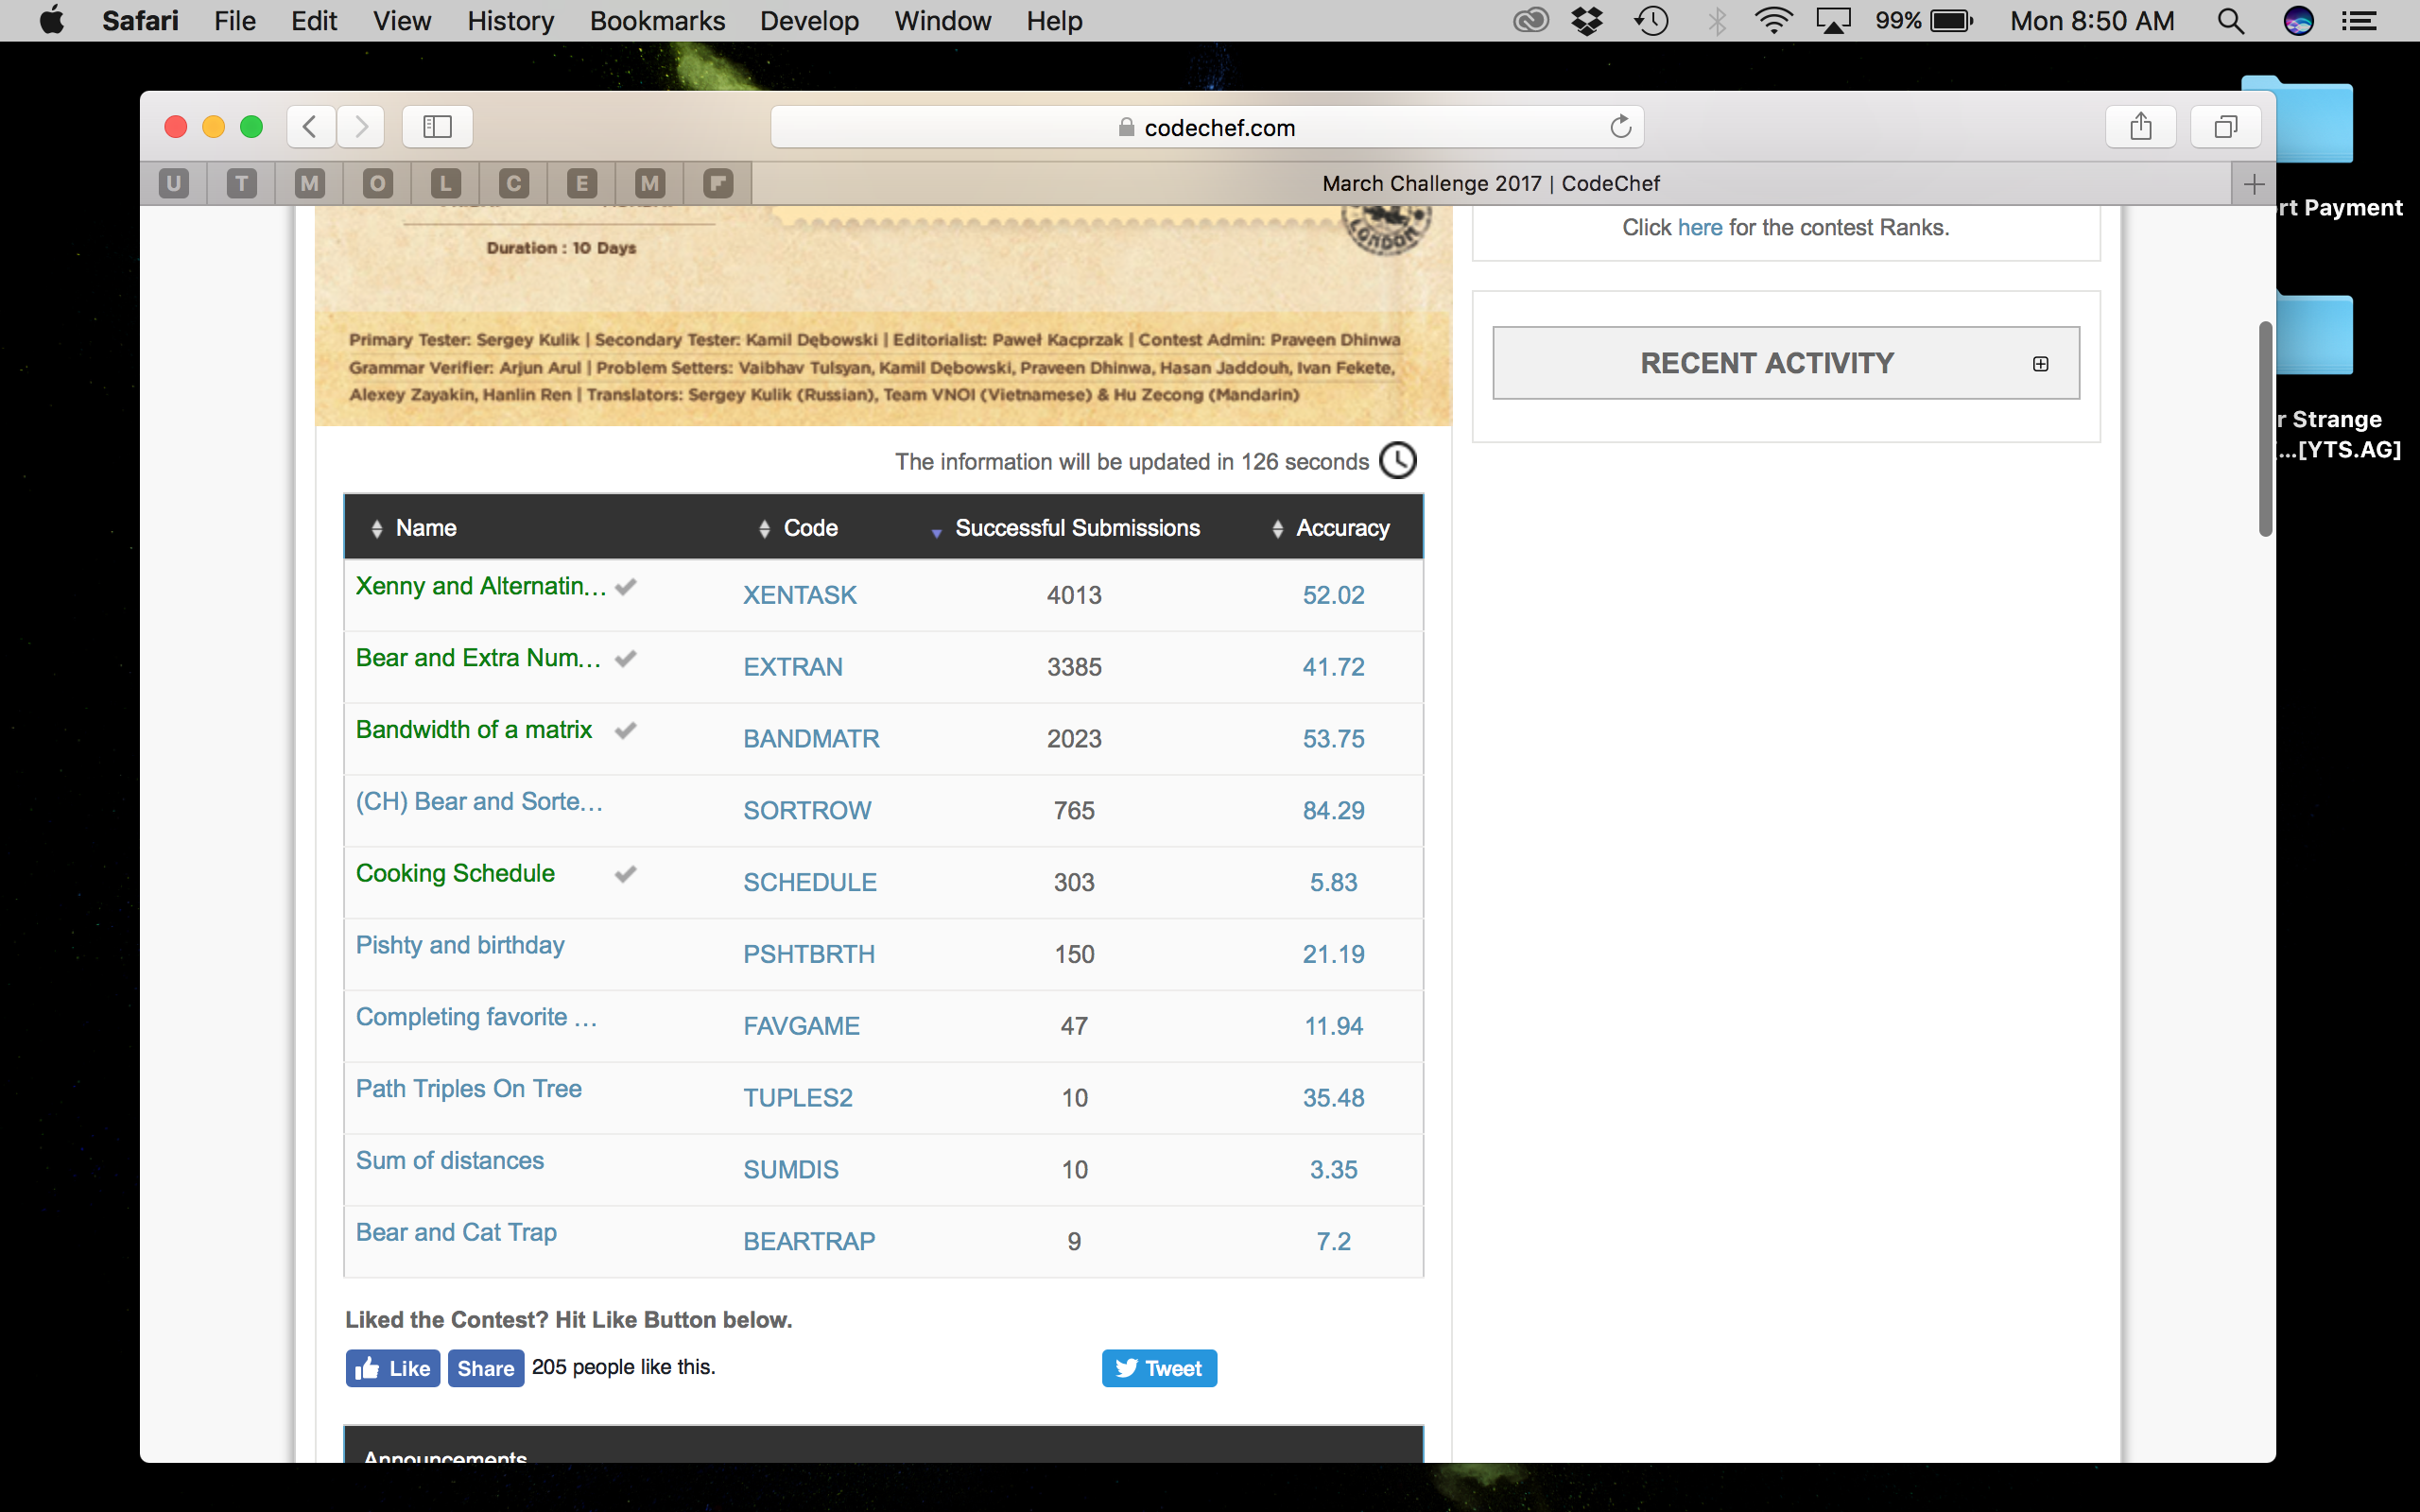 Safari File Edit View History Bookmarks Develop Window Help 99% Mon 8:50 AM
codechef.com
U T M O L C E M F March Challenge 2017 | CodeChef
rt Payment
Duration : 10 Days
LONDON
Click here for the contest Ranks.
Primary Tester: Sergey Kulik | Secondary Tester: Kamil Dębowski | Editorialist: Paweł Kacprzak | Contest Admin: Praveen Dhinwa
Grammar Verifier: Arjun Arul | Problem Setters: Vaibhav Tulsyan, Kamil Dębowski, Praveen Dhinwa, Hasan Jaddouh, Ivan Fekete,
Alexey Zayakin, Hanlin Ren | Translators: Sergey Kulik (Russian), Team VNOI (Vietnamese) & Hu Zecong (Mandarin)
RECENT ACTIVITY
r Strange
...[YTS.AG]
The information will be updated in 126 seconds
Name Code Successful Submissions Accuracy
Xenny and Alternatin... XENTASK 4013 52.02
Bear and Extra Num... EXTRAN 3385 41.72
Bandwidth of a matrix BANDMATR 2023 53.75
(CH) Bear and Sorte... SORTROW 765 84.29
Cooking Schedule SCHEDULE 303 5.83
Pishty and birthday PSHTBRTH 150 21.19
Completing favorite ... FAVGAME 47 11.94
Path Triples On Tree TUPLES2 10 35.48
Sum of distances SUMDIS 10 3.35
Bear and Cat Trap BEARTRAP 9 7.2
Liked the Contest? Hit Like Button below.
Like Share 205 people like this. Tweet
Announcements